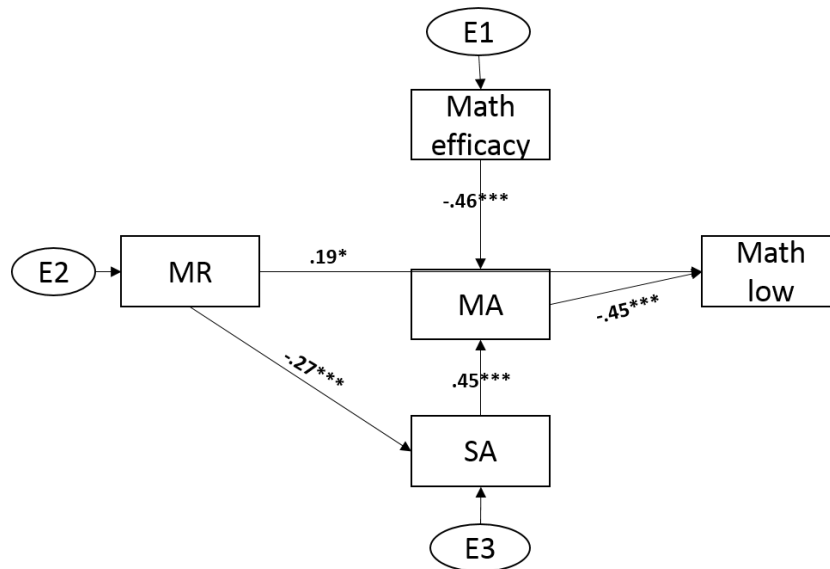 E1
Math
efficacy
-.46***
E2
MR
.19*
Math
low
MA
-.45***
-.27***
.45***
SA
E3